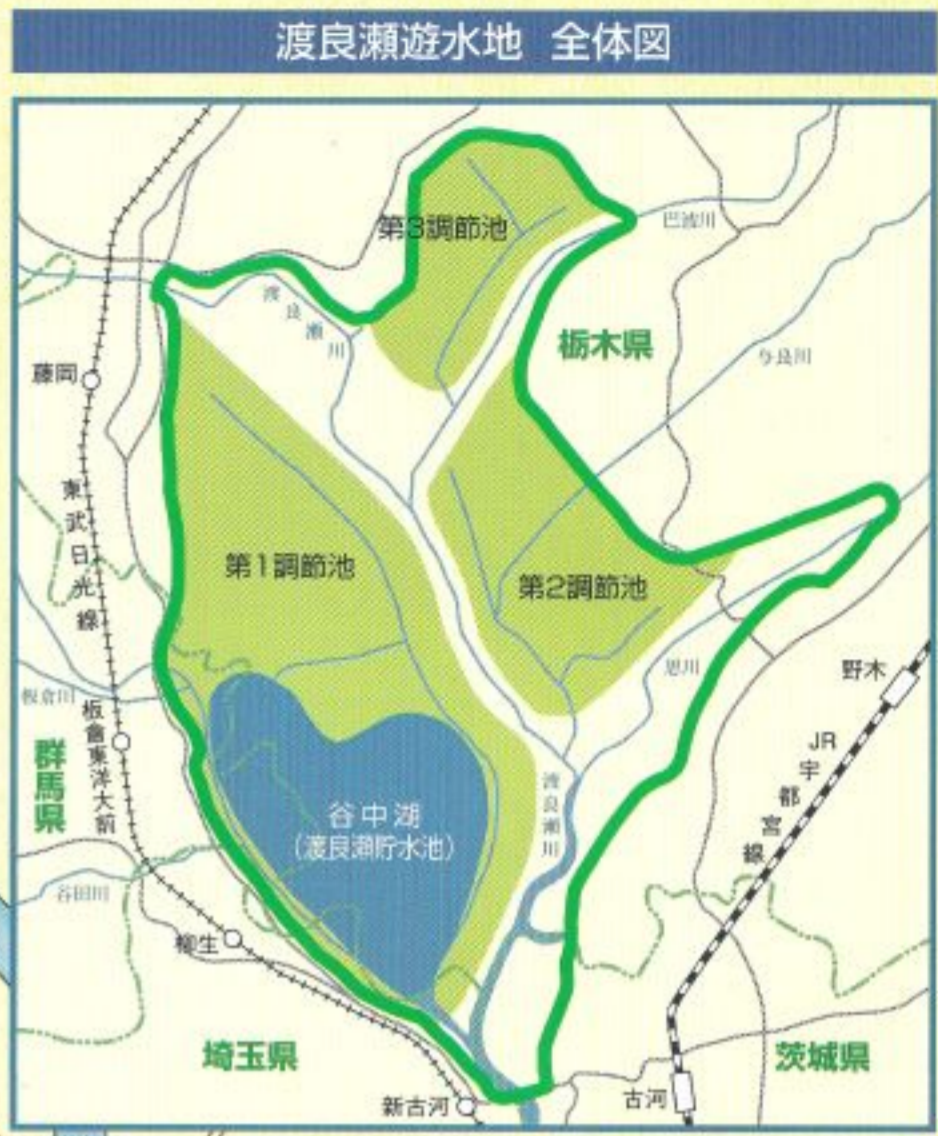 渡良瀬遊水地 全体図
第3調節池
巴波川
渡良瀬川
栃木県
与良川
藤岡
東武日光線
第1調節池
第2調節池
思川
野木
板倉川
板倉東洋大前
JR宇都宮線
群馬県
谷中湖
(渡良瀬貯水池)
渡良瀬川
谷田川
柳生
埼玉県
茨城県
新古河
古河